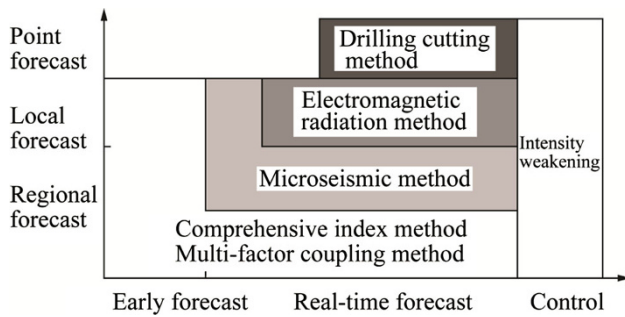 Point
forecast
Drilling cutting
method
Local
forecast
Electromagnetic
radiation method
Intensity
weakening
Regional
forecast
Microseismic method
Comprehensive index method
Multi-factor coupling method
Early forecast
Real-time forecast
Control